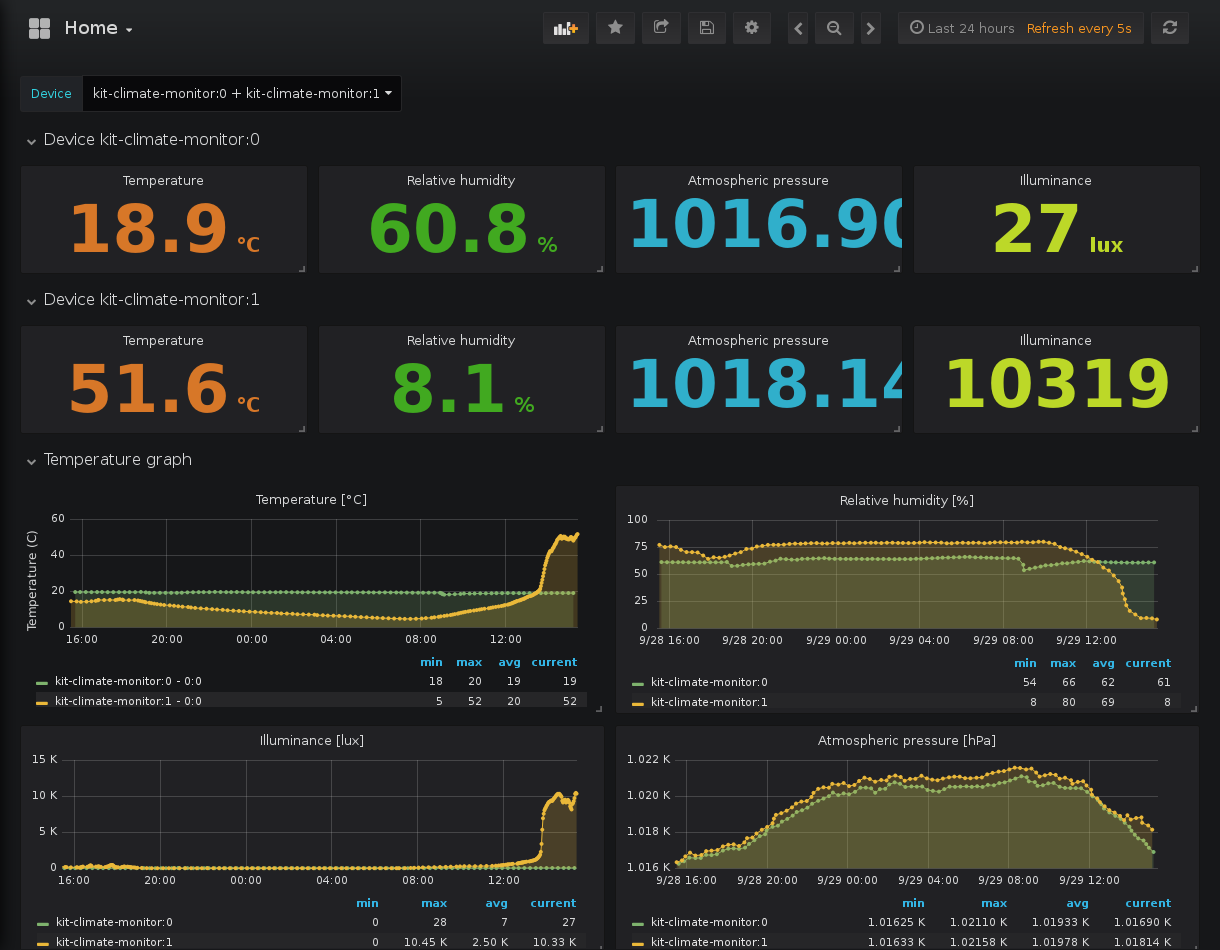 Home
Last 24 hours Refresh every 5s
Device kit-climate-monitor:0 + kit-climate-monitor:1
Device kit-climate-monitor:0
Temperature Relative humidity Atmospheric pressure Illuminance
18.9 °C 60.8 % 1016.90 27 lux
Device kit-climate-monitor:1
Temperature Relative humidity Atmospheric pressure Illuminance
51.6 °C 8.1 % 1018.14 10319
Temperature graph
Temperature [°C]
Temperature (C)
60
40
20
0
16:00 20:00 00:00 04:00 08:00 12:00
min max avg current
kit-climate-monitor:0 - 0:0 18 20 19 19
kit-climate-monitor:1 - 0:0 5 52 20 52
Relative humidity [%]
100
75
50
25
0
9/28 16:00 9/28 20:00 9/29 00:00 9/29 04:00 9/29 08:00 9/29 12:00
min max avg current
kit-climate-monitor:0 54 66 62 61
kit-climate-monitor:1 8 80 69 8
Illuminance [lux]
15 K
10 K
5 K
0
16:00 20:00 00:00 04:00 08:00 12:00
min max avg current
kit-climate-monitor:0 0 28 7 27
kit-climate-monitor:1 0 10.45 K 2.50 K 10.33 K
Atmospheric pressure [hPa]
1.022 K
1.020 K
1.018 K
1.016 K
9/28 16:00 9/28 20:00 9/29 00:00 9/29 04:00 9/29 08:00 9/29 12:00
min max avg current
kit-climate-monitor:0 1.01625 K 1.02110 K 1.01933 K 1.01690 K
kit-climate-monitor:1 1.01633 K 1.02158 K 1.01978 K 1.01814 K